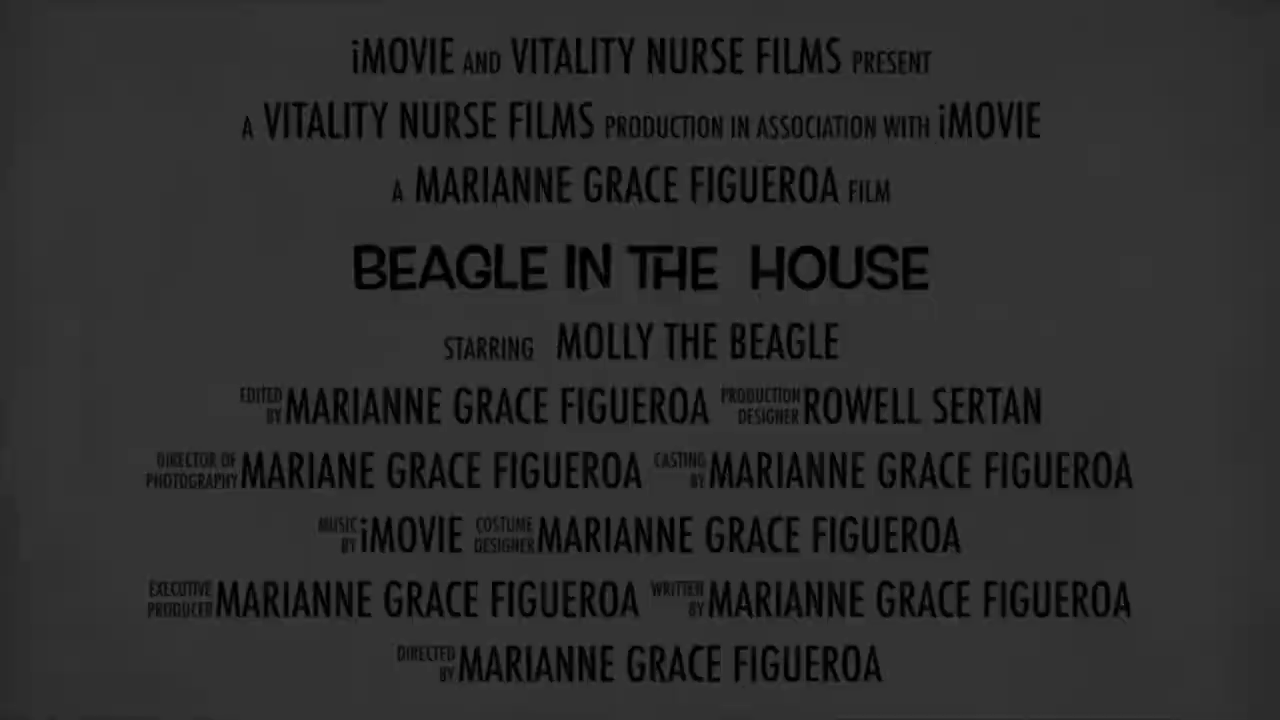 iMOVIE AND VITALITY NURSE FILMS PRESENT
A VITALITY NURSE FILMS PRODUCTION IN ASSOCIATION WITH iMOVIE
A MARIANNE GRACE FIGUEROA FILM
BEAGLE IN THE HOUSE
STARRING MOLLY THE BEAGLE
EDITED BY MARIANNE GRACE FIGUEROA PRODUCTION DESIGNER ROWELL SERTAN
DIRECTOR OF PHOTOGRAPHY MARIANE GRACE FIGUEROA CASTING BY MARIANNE GRACE FIGUEROA
MUSIC BY iMOVIE COSTUME DESIGNER MARIANNE GRACE FIGUEROA
EXECUTIVE PRODUCER MARIANNE GRACE FIGUEROA WRITTEN BY MARIANNE GRACE FIGUEROA
DIRECTED BY MARIANNE GRACE FIGUEROA